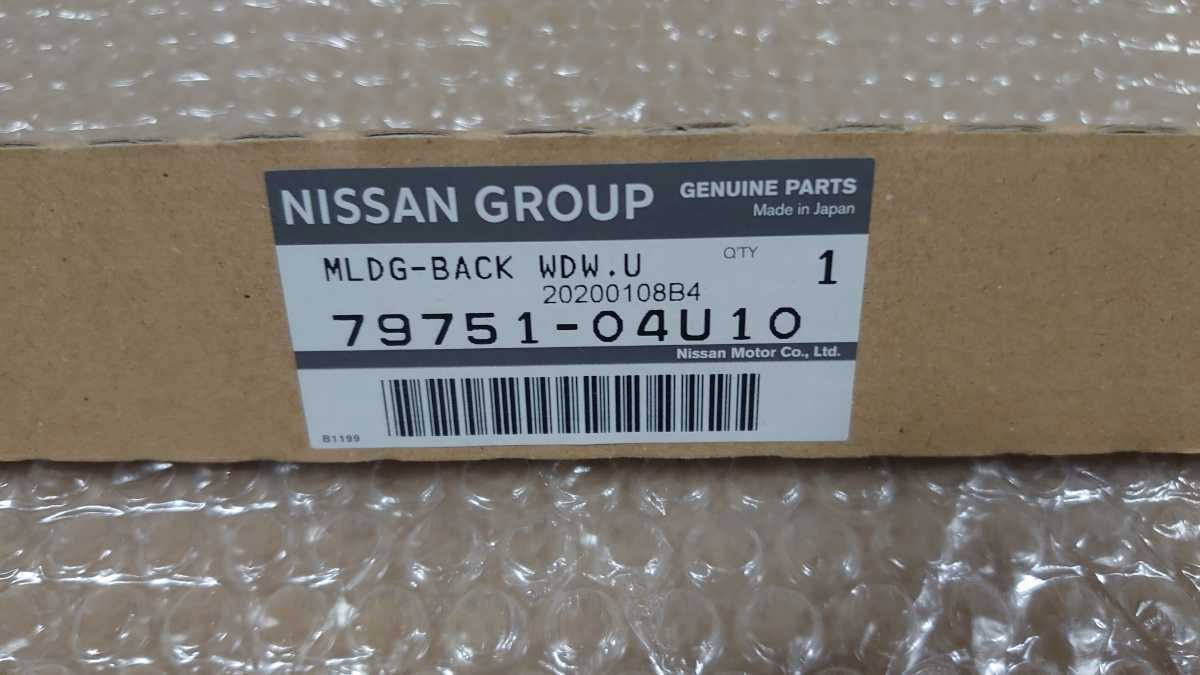 NISSAN GROUP
GENUINE PARTS
Made in Japan
MLDG-BACK WDW.U
Q'TY
1
20200108B4
79751-04U10
Nissan Motor Co., Ltd.
B1199